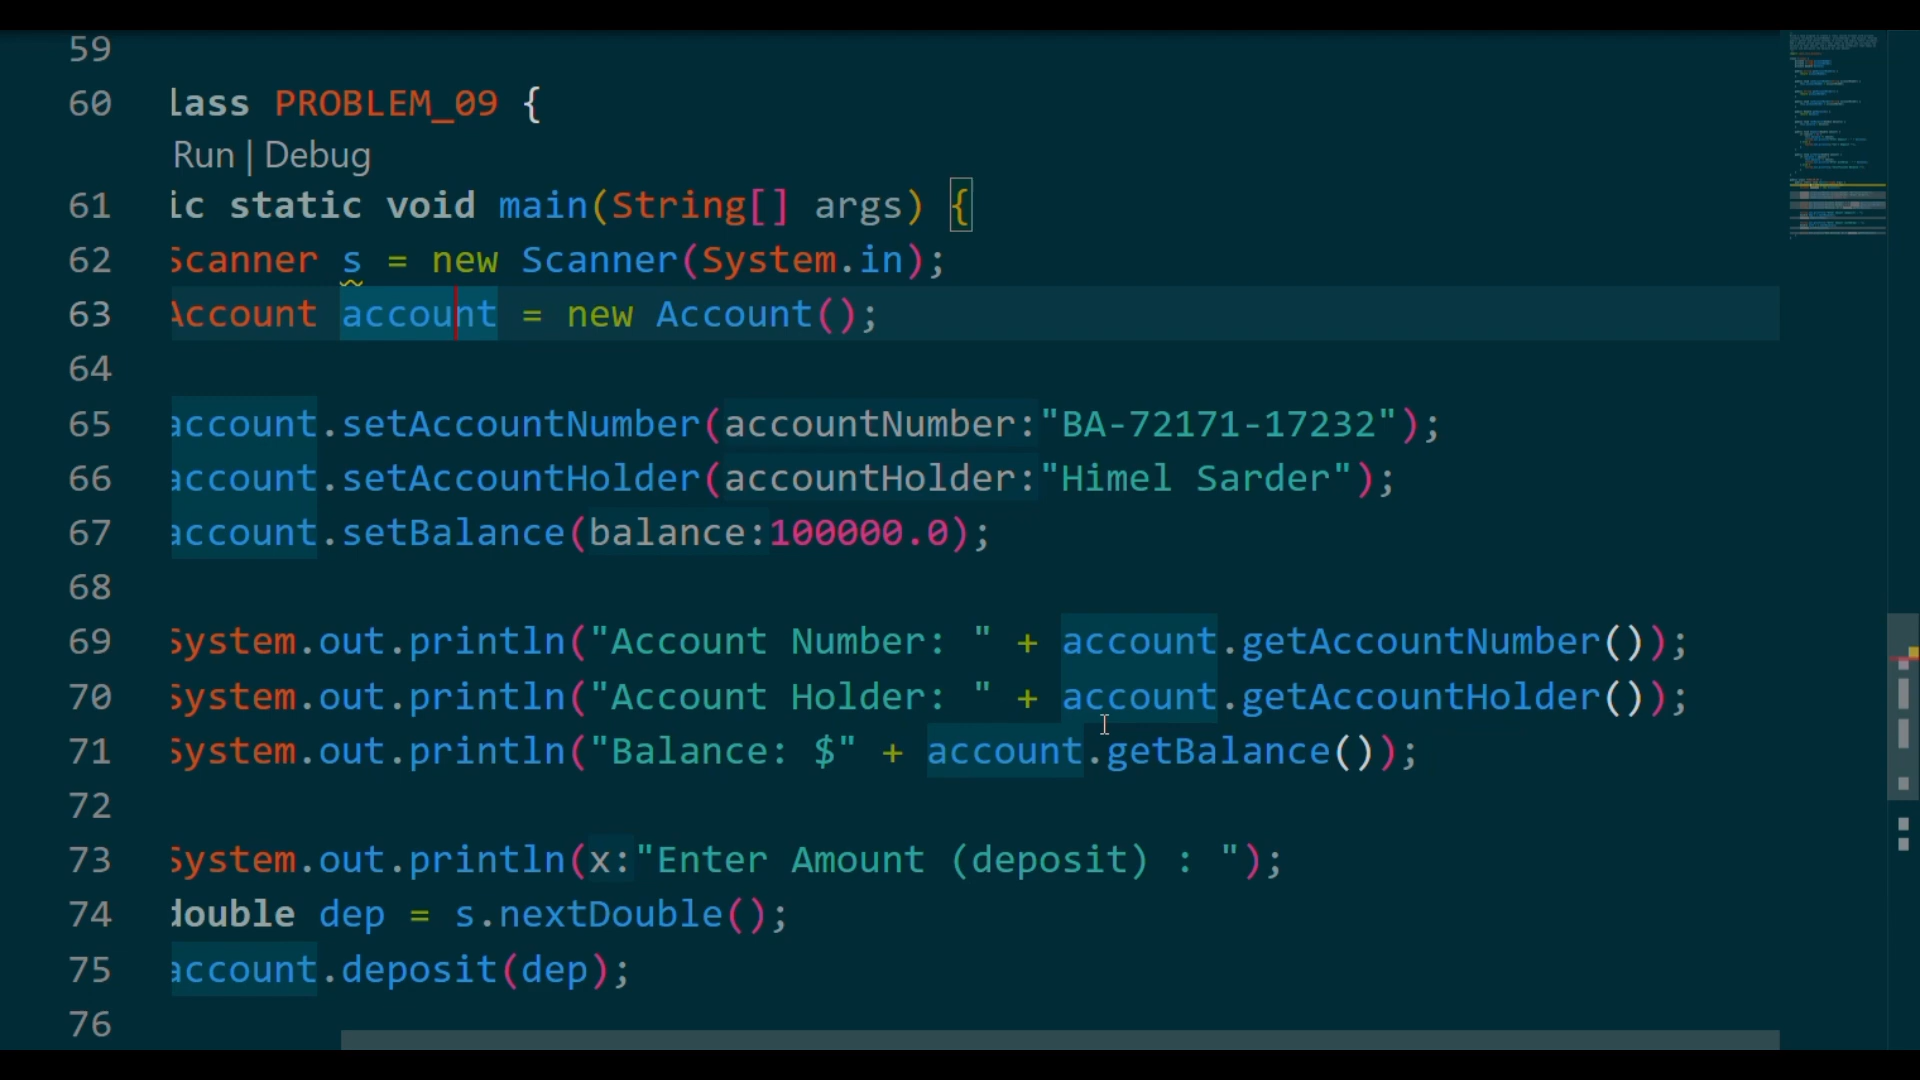 59
60 lass PROBLEM_09 {
Run | Debug
61 ic static void main(String[] args) {
62 Scanner s = new Scanner(System.in);
63 Account account = new Account();
64
65 account.setAccountNumber(accountNumber:"BA-72171-17232");
66 account.setAccountHolder(accountHolder:"Himel Sarder");
67 account.setBalance(balance:100000.0);
68
69 System.out.println("Account Number: " + account.getAccountNumber());
70 System.out.println("Account Holder: " + account.getAccountHolder());
71 System.out.println("Balance: $" + account.getBalance());
72
73 System.out.println(x:"Enter Amount (deposit) : ");
74 double dep = s.nextDouble();
75 account.deposit(dep);
76